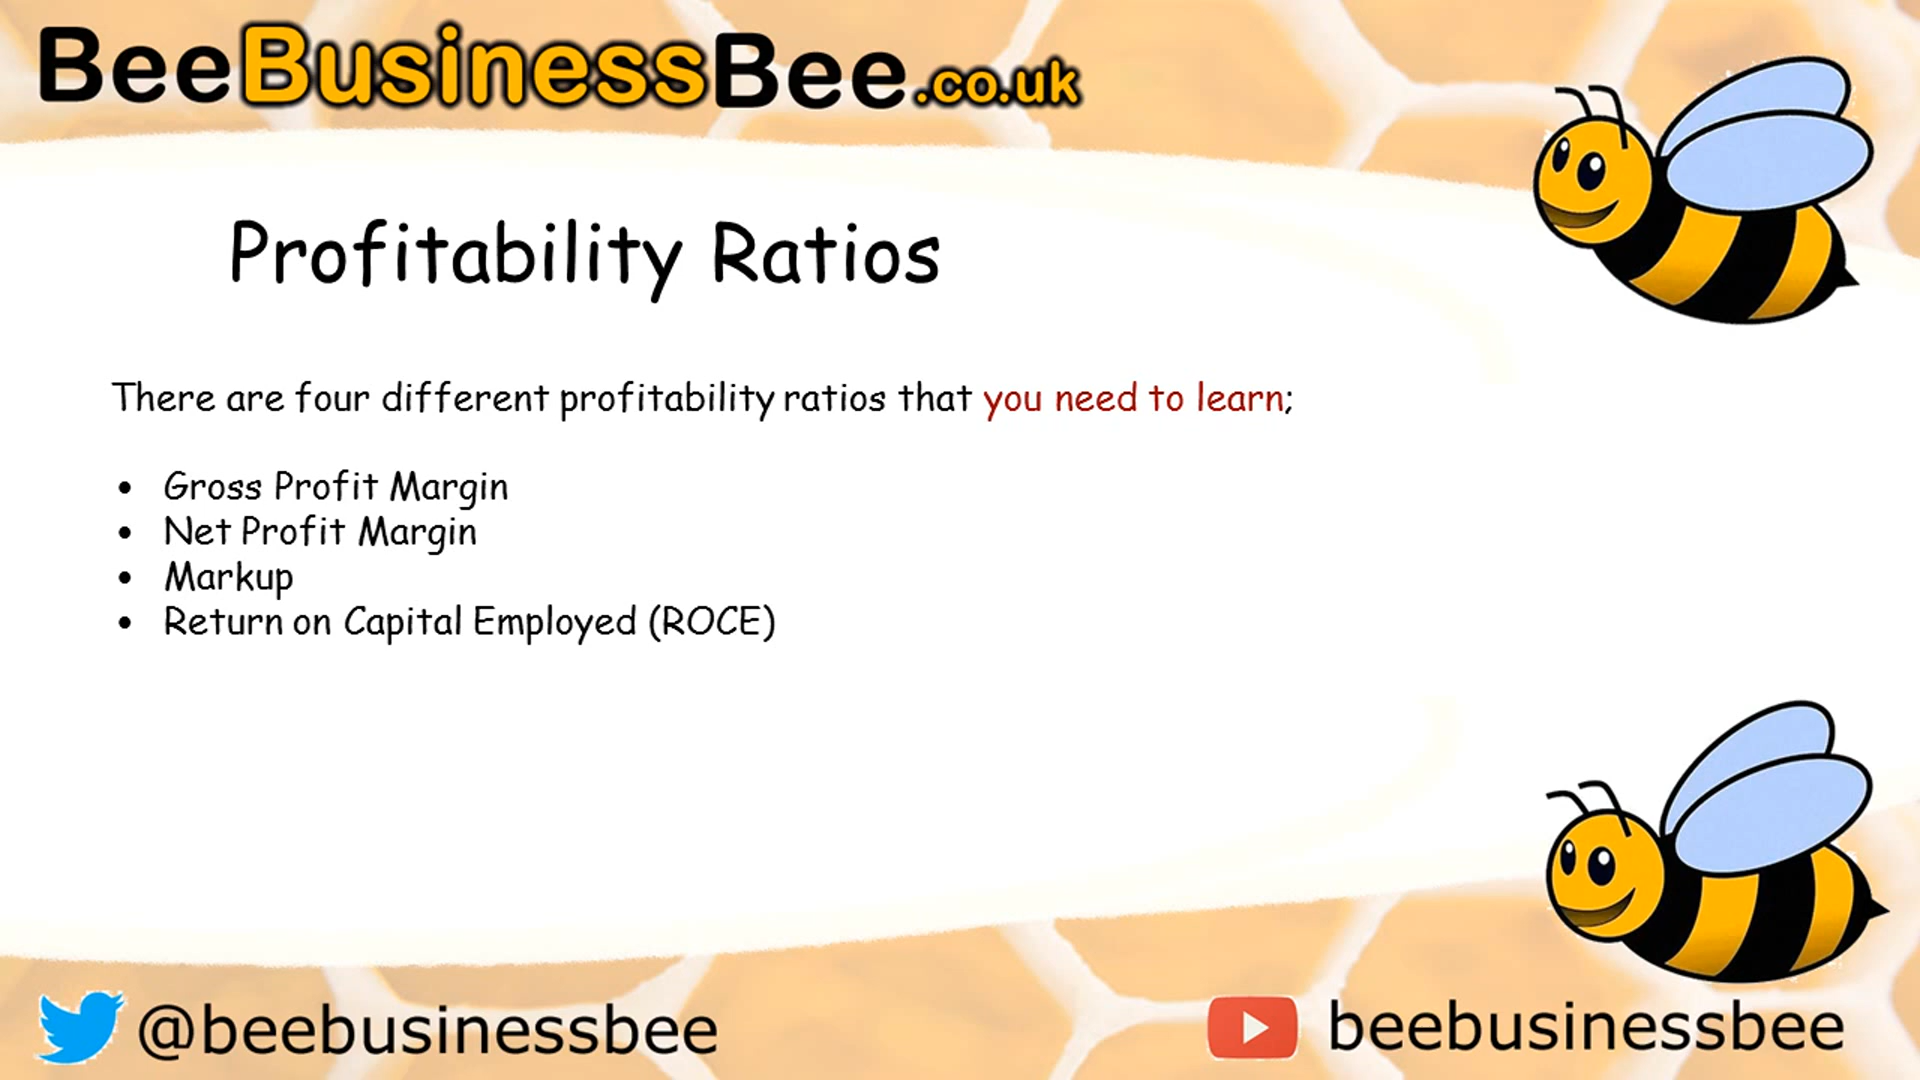 BeeBusinessBee.co.uk
Profitability Ratios
There are four different profitability ratios that you need to learn;
• Gross Profit Margin
• Net Profit Margin
• Markup
• Return on Capital Employed (ROCE)
@beebusinessbee
beebusinessbee